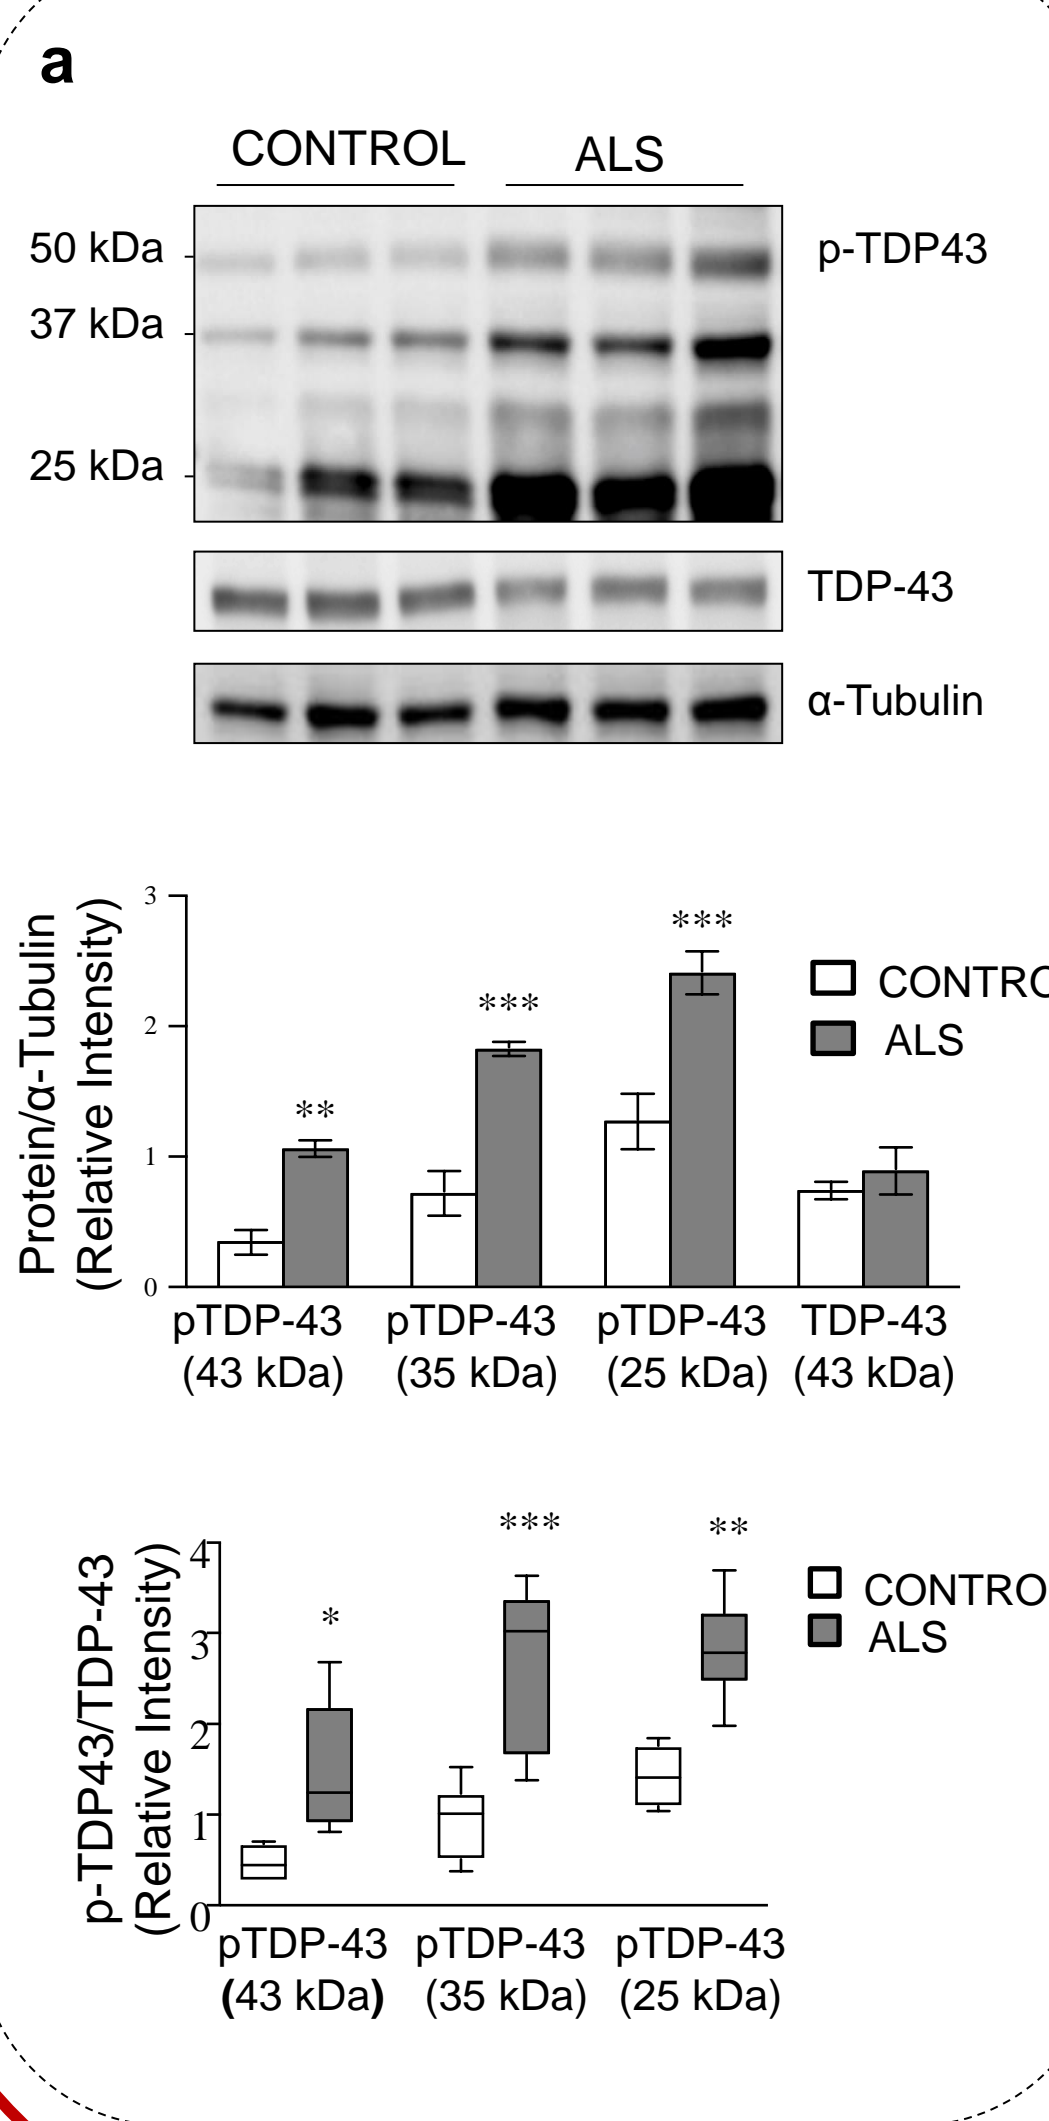 a
CONTROL ALS
50 kDa p-TDP43
37 kDa
25 kDa
TDP-43
α-Tubulin
Protein/α-Tubulin
(Relative Intensity)
3
2
1
0
**
***
***
CONTRO
ALS
pTDP-43 pTDP-43 pTDP-43 TDP-43
(43 kDa) (35 kDa) (25 kDa) (43 kDa)
p-TDP43/TDP-43
(Relative Intensity)
4
3
2
1
0
*
***
**
CONTRO
ALS
pTDP-43 pTDP-43 pTDP-43
(43 kDa) (35 kDa) (25 kDa)